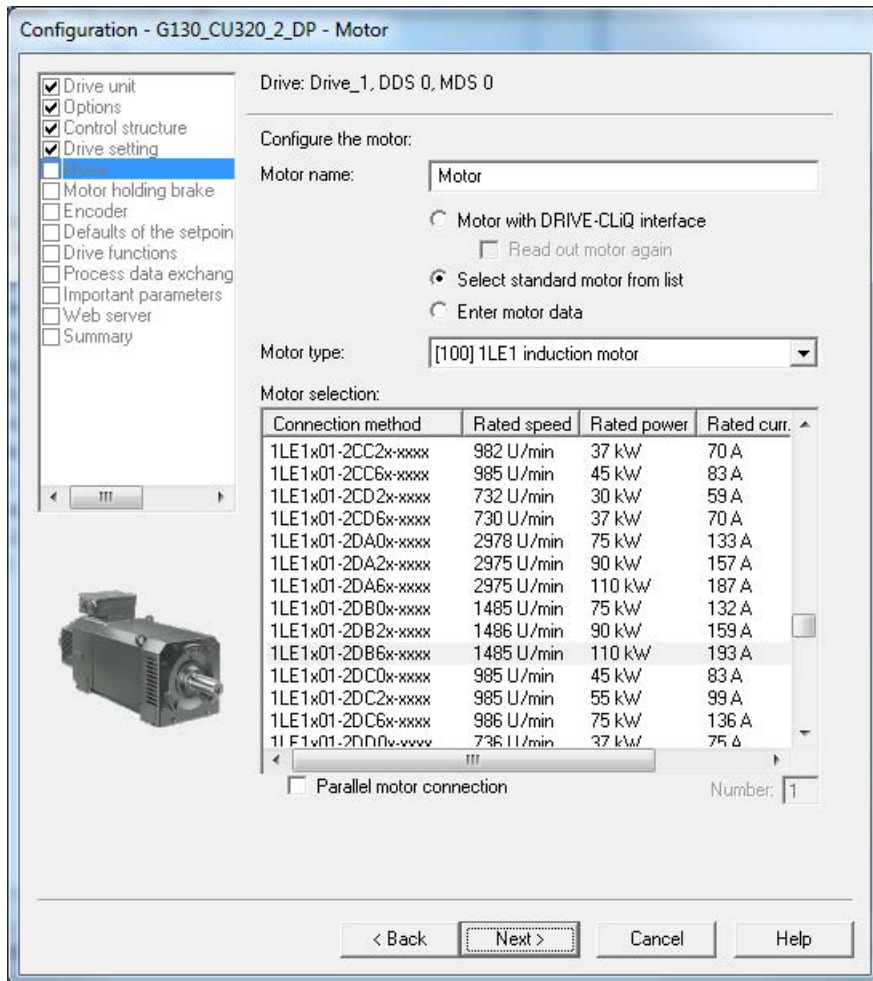 Configuration - G130_CU320_2_DP - Motor
Drive unit
Options
Control structure
Drive setting
Motor holding brake
Encoder
Defaults of the setpoin
Drive functions
Process data exchang
Important parameters
Web server
Summary
Drive: Drive_1, DDS 0, MDS 0
Configure the motor:
Motor name: Motor
Motor with DRIVE-CLiQ interface
Read out motor again
Select standard motor from list
Enter motor data
Motor type: [100] 1LE1 induction motor
Motor selection:
Connection method Rated speed Rated power Rated curr.
1LE1x01-2CC2x-xxxx 982 U/min 37 kW 70 A
1LE1x01-2CC6x-xxxx 985 U/min 45 kW 83 A
1LE1x01-2CD2x-xxxx 732 U/min 30 kW 59 A
1LE1x01-2CD6x-xxxx 730 U/min 37 kW 70 A
1LE1x01-2DA0x-xxxx 2978 U/min 75 kW 133 A
1LE1x01-2DA2x-xxxx 2975 U/min 90 kW 157 A
1LE1x01-2DA6x-xxxx 2975 U/min 110 kW 187 A
1LE1x01-2DB0x-xxxx 1485 U/min 75 kW 132 A
1LE1x01-2DB2x-xxxx 1486 U/min 90 kW 159 A
1LE1x01-2DB6x-xxxx 1485 U/min 110 kW 193 A
1LE1x01-2DC0x-xxxx 985 U/min 45 kW 83 A
1LE1x01-2DC2x-xxxx 985 U/min 55 kW 99 A
1LE1x01-2DC6x-xxxx 986 U/min 75 kW 136 A
1LE1x01-2DD0x-xxxx 736 U/min 37 kW 75 A
Parallel motor connection
Number: 1
< Back
Next >
Cancel
Help